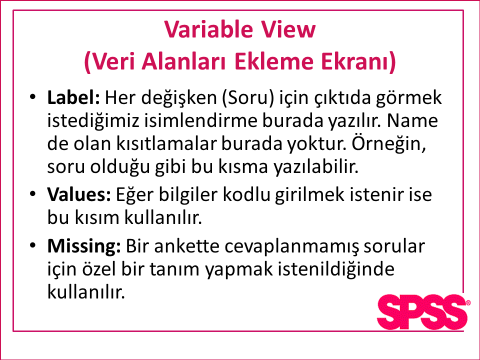 Variable View
(Veri Alanları Ekleme Ekranı)
• Label: Her değişken (Soru) için çıktıda görmek
istediğimiz isimlendirme burada yazılır. Name
de olan kısıtlamalar burada yoktur. Örneğin,
soru olduğu gibi bu kısma yazılabilir.
• Values: Eğer bilgiler kodlu girilmek istenir ise
bu kısım kullanılır.
• Missing: Bir ankette cevaplanmamış sorular
için özel bir tanım yapmak istenildiğinde
kullanılır.
SPSS®